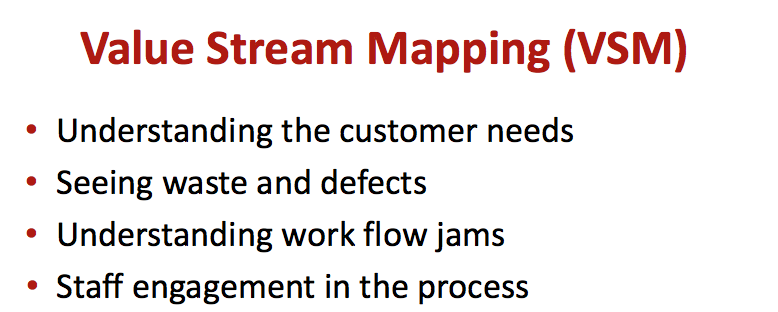 Value Stream Mapping (VSM)
• Understanding the customer needs
• Seeing waste and defects
• Understanding work flow jams
• Staff engagement in the process